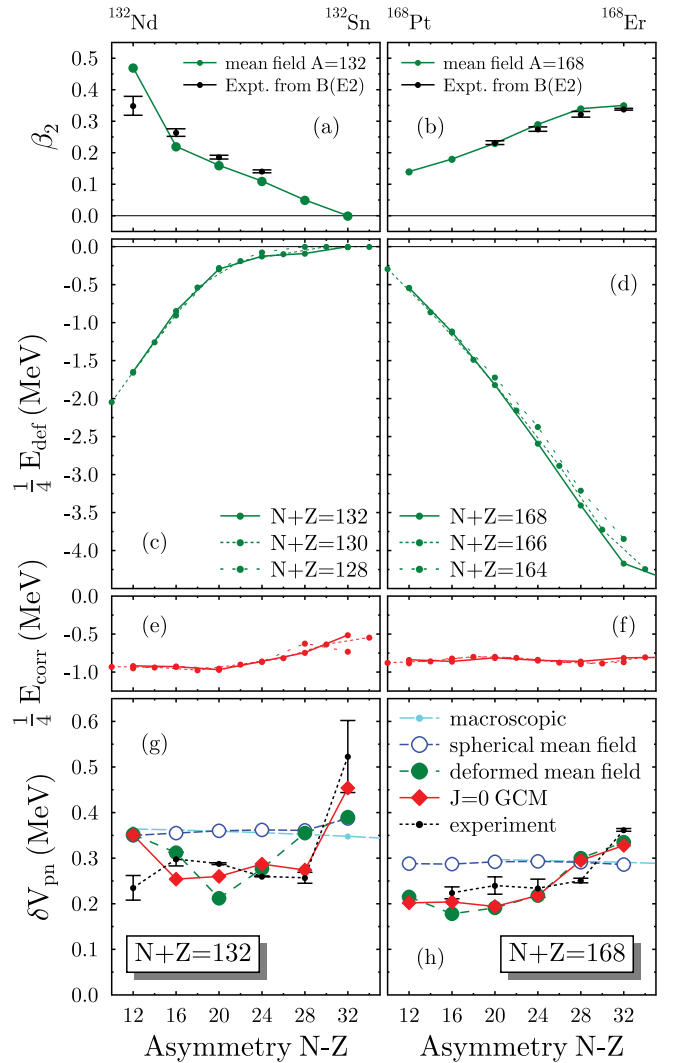 132Nd 132Sn 168Pt 168Er
β2
0.5
0.4
0.3
0.2
0.1
0.0
mean field A=132
Expt. from B(E2)
(a)
mean field A=168
Expt. from B(E2)
(b)
1/4 Edef (MeV)
0.0
-0.5
-1.0
-1.5
-2.0
-2.5
-3.0
-3.5
-4.0
(c)
N+Z=132
N+Z=130
N+Z=128
(d)
N+Z=168
N+Z=166
N+Z=164
1/4 Ecorr (MeV)
0.0
-0.5
-1.0
(e)
(f)
δVpn (MeV)
0.6
0.5
0.4
0.3
0.2
0.1
0.0
(g)
N+Z=132
macroscopic
spherical mean field
deformed mean field
J=0 GCM
experiment
(h)
N+Z=168
12 16 20 24 28 32 12 16 20 24 28 32
Asymmetry N-Z Asymmetry N-Z